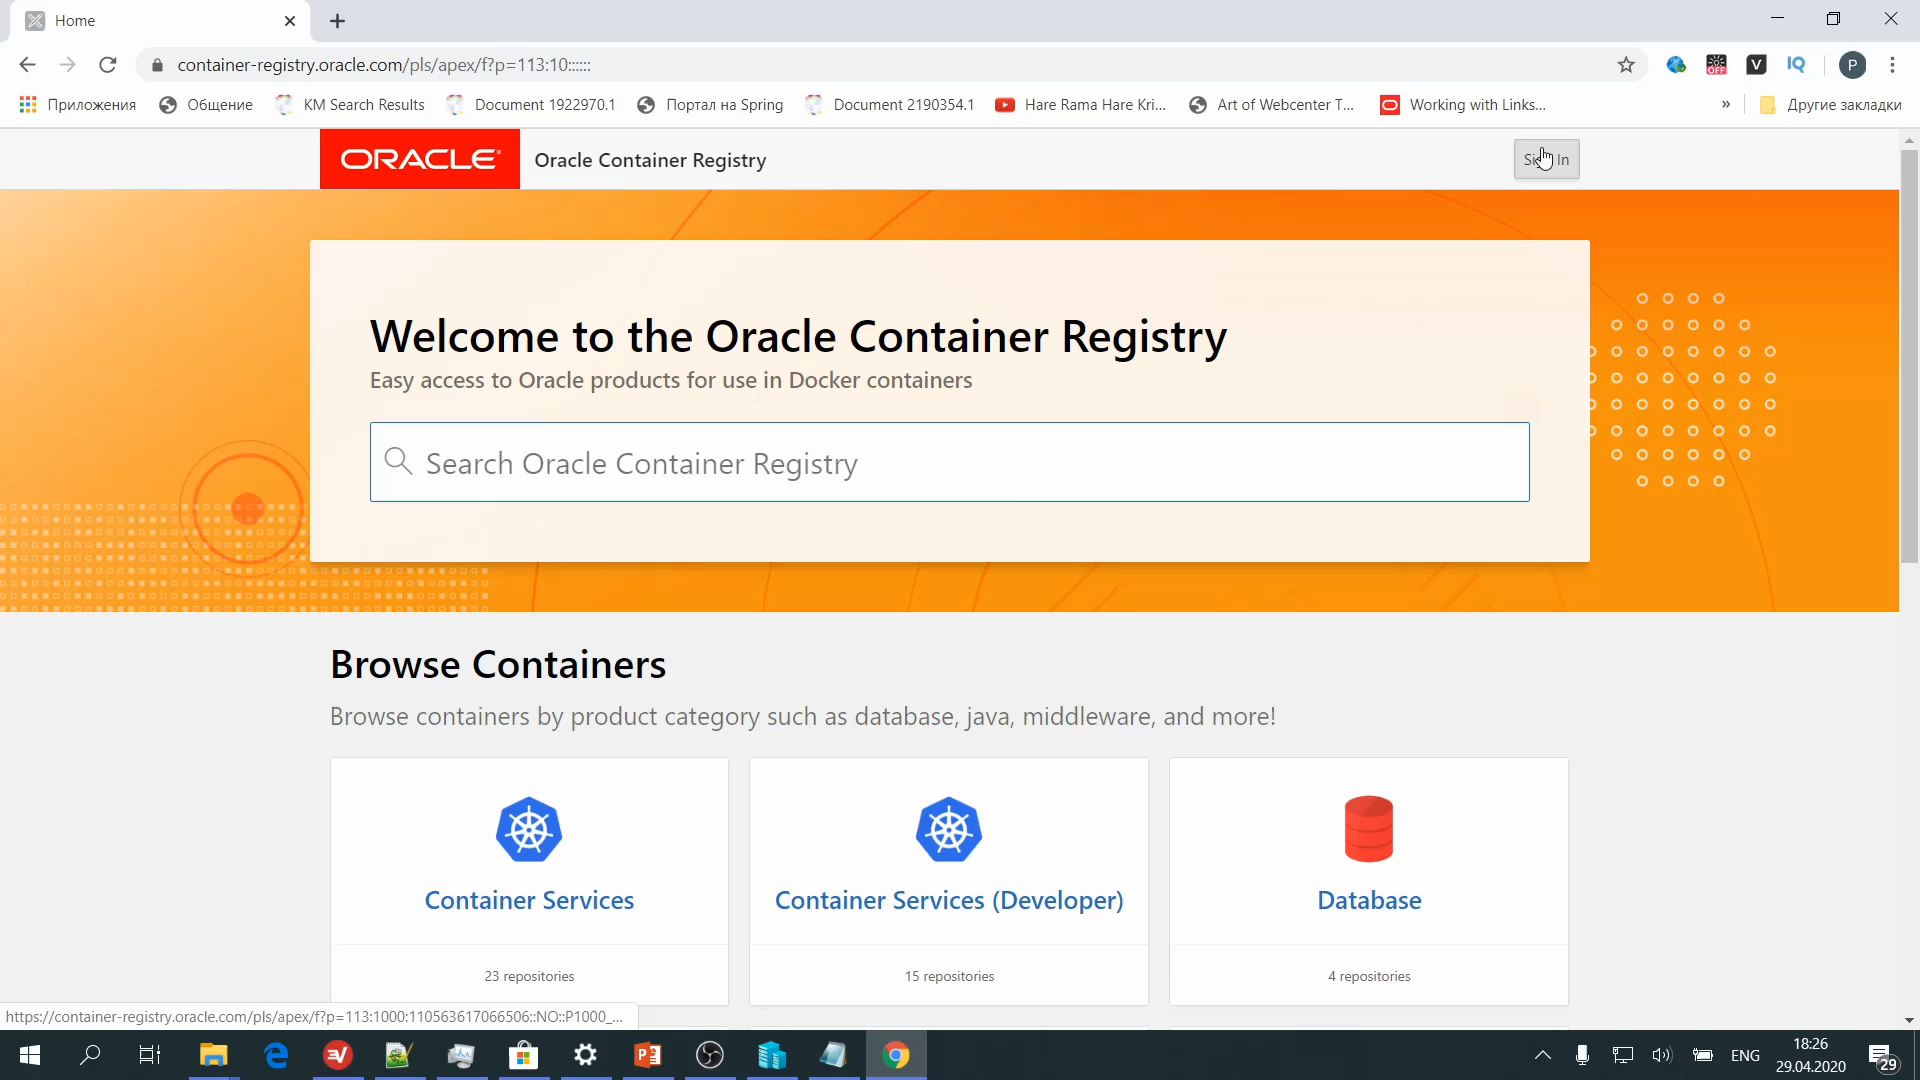 Home
container-registry.oracle.com/pls/apex/f?p=113:10::::::
P
Приложения
Общение
KM Search Results
Document 1922970.1
Портал на Spring
Document 2190354.1
Hare Rama Hare Kri...
Art of Webcenter T...
Working with Links...
»
Другие закладки
ORACLE
Oracle Container Registry
Sign In
Welcome to the Oracle Container Registry
Easy access to Oracle products for use in Docker containers
Search Oracle Container Registry
Browse Containers
Browse containers by product category such as database, java, middleware, and more!
Container Services
Container Services (Developer)
Database
23 repositories
15 repositories
4 repositories
https://container-registry.oracle.com/pls/apex/f?p=113:1000:110563617066506::NO::P1000_...
ENG
18:26
29.04.2020
29